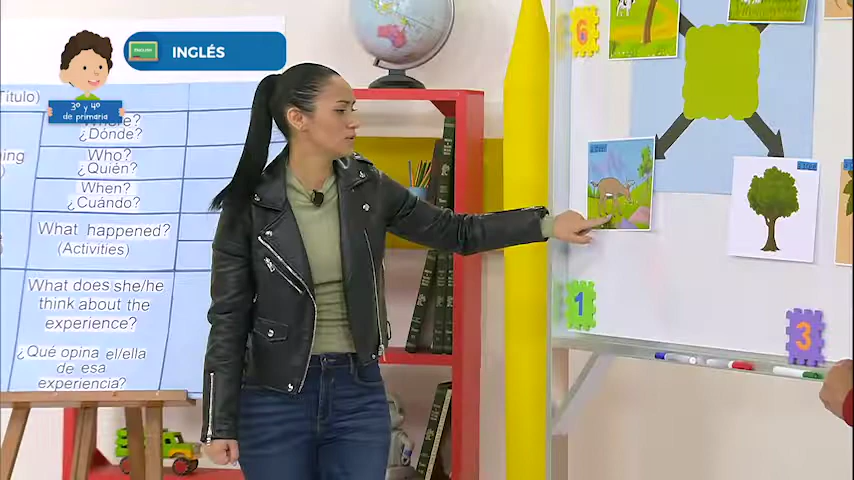 INGLÉS
3º y 4º
de primaria
Título)
¿Dónde?
Who?
¿Quién?
When?
¿Cuándo?
What happened?
(Activities)
What does she/he
think about the
experience?
¿Qué opina el/ella
de esa
experiencia?
6
1
3